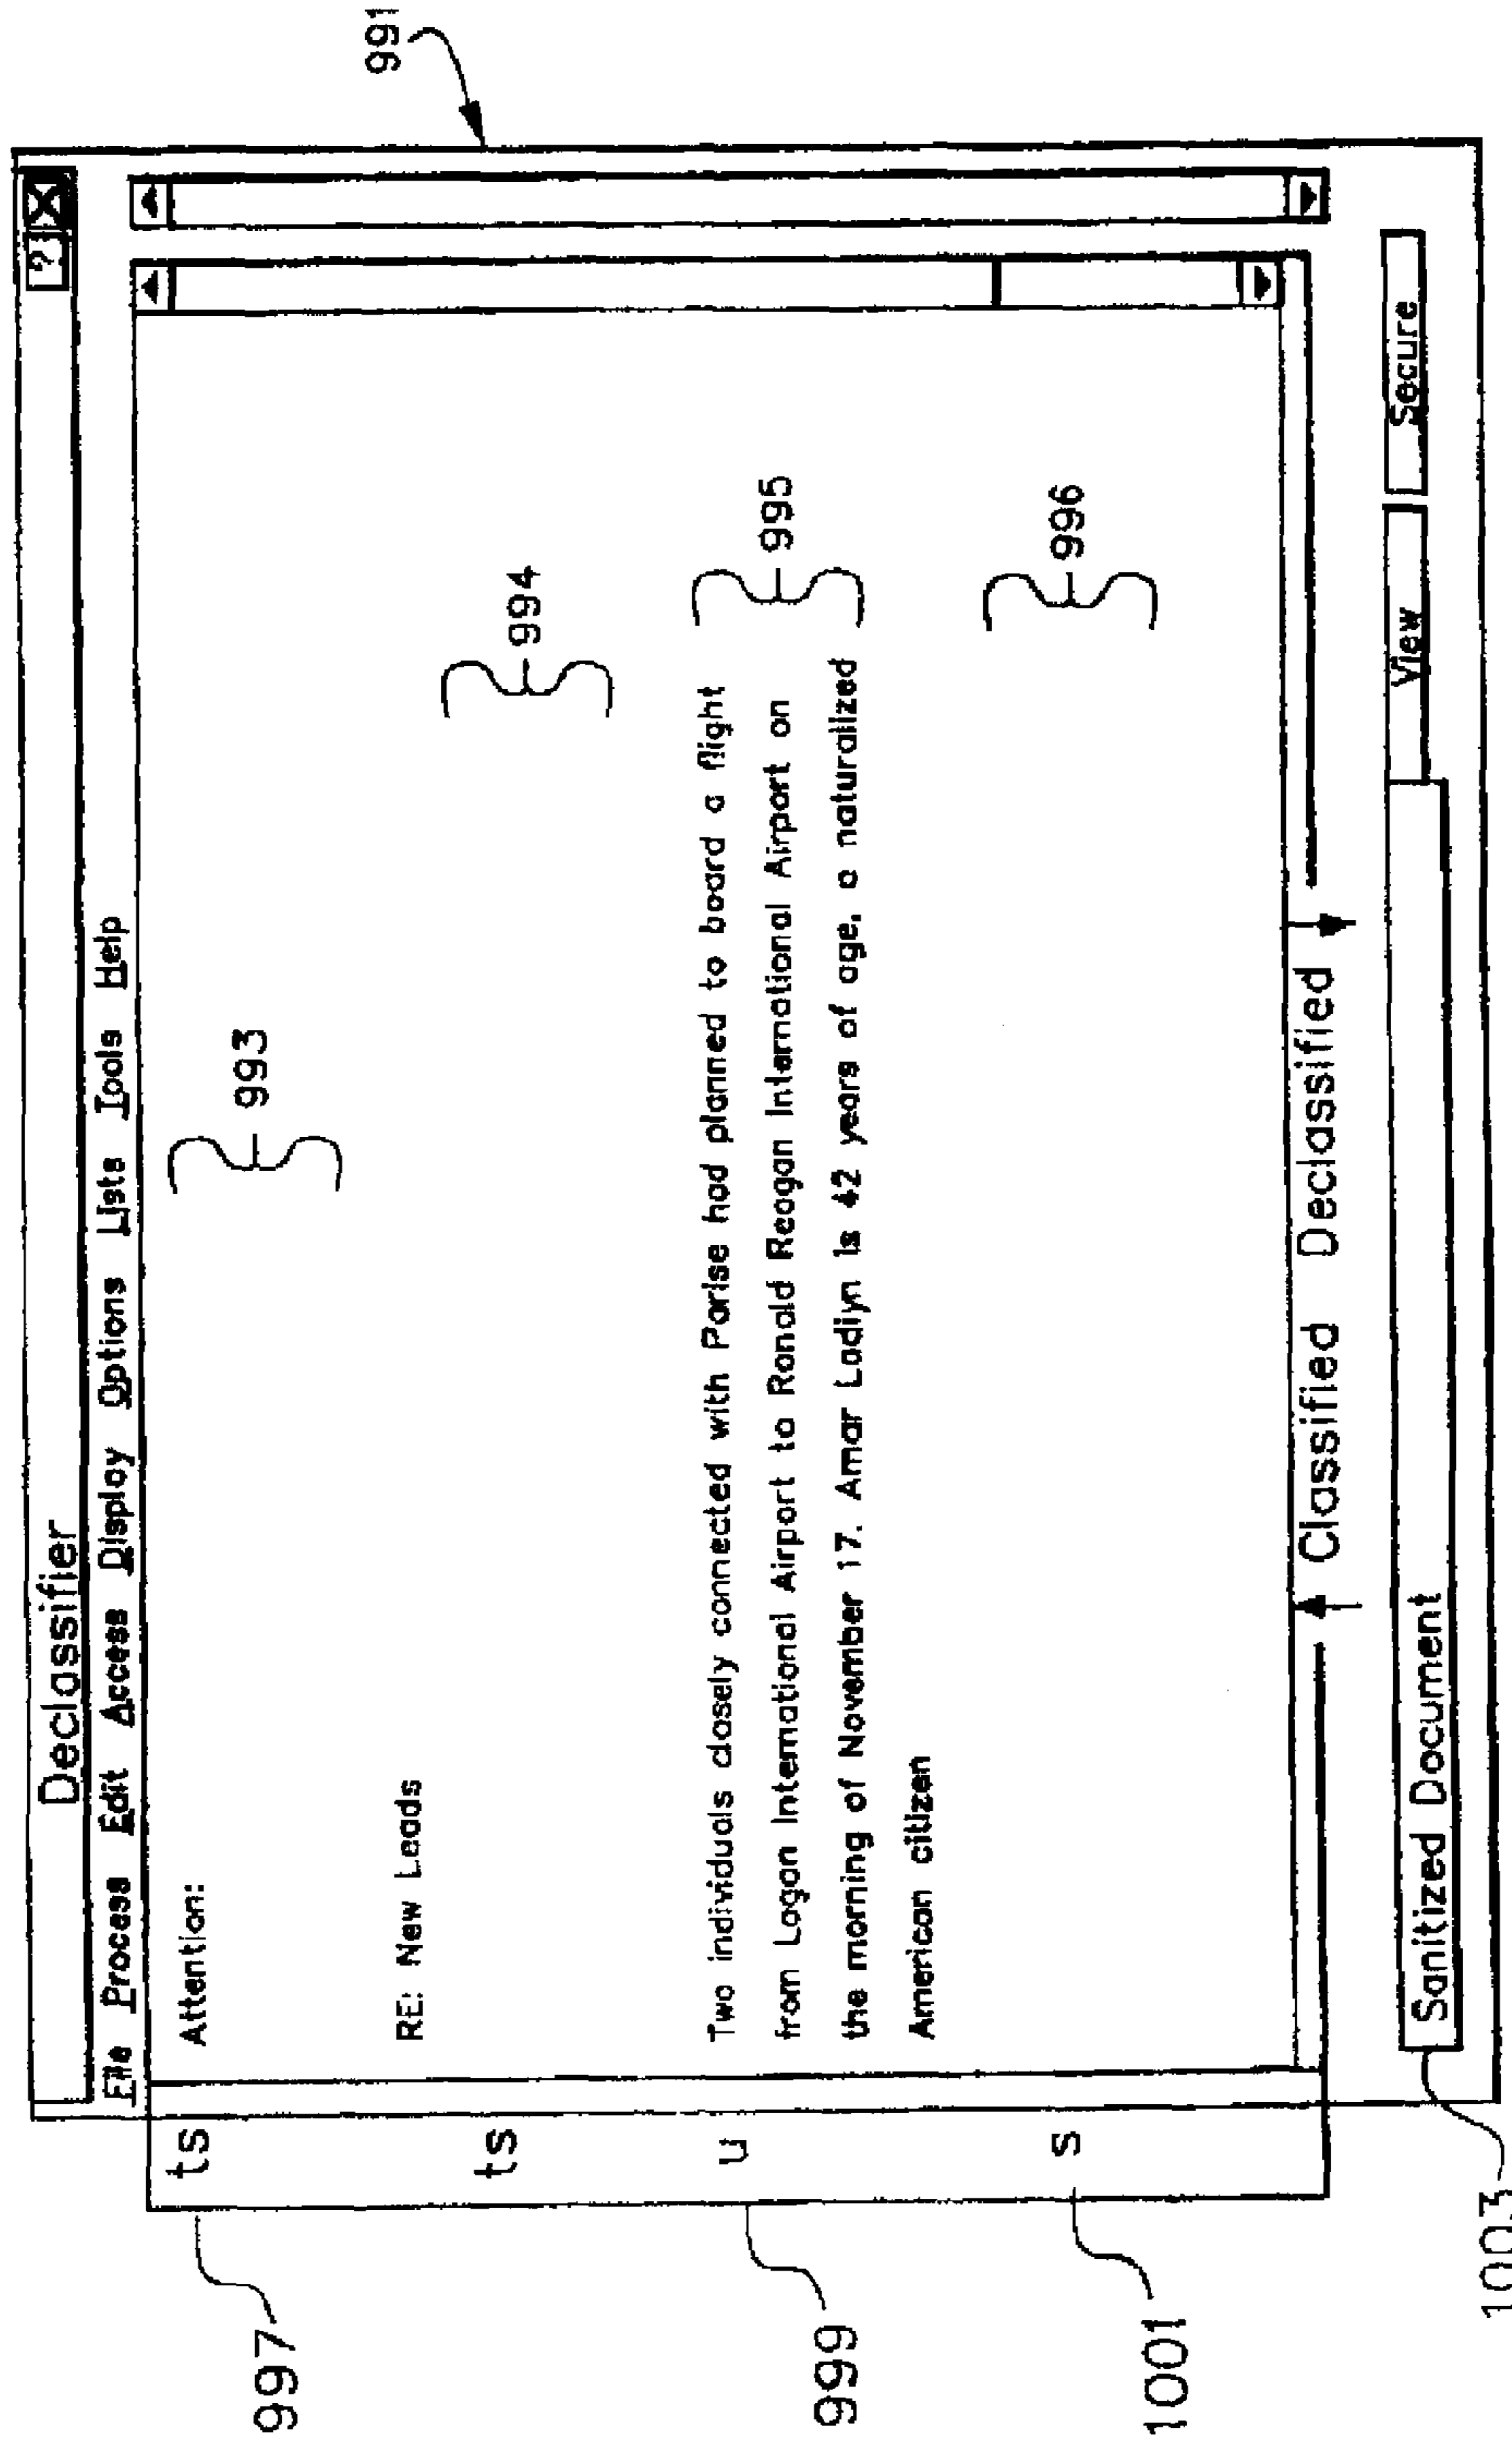 991
Declassifier
? X
File Process Edit Access Display Options Lists Tools Help
997
ts
Attention:
993
RE: New Leads
ts
994
999
u
Two individuals closely connected with Parise had planned to board a flight
from Logan International Airport to Ronald Reagan International Airport on
995
the morning of November 17. Amar Ladiyn is 42 years of age, a naturalized
American citizen
1001
s
996
Classified Declassified
1003
Sanitized Document
View
Secure